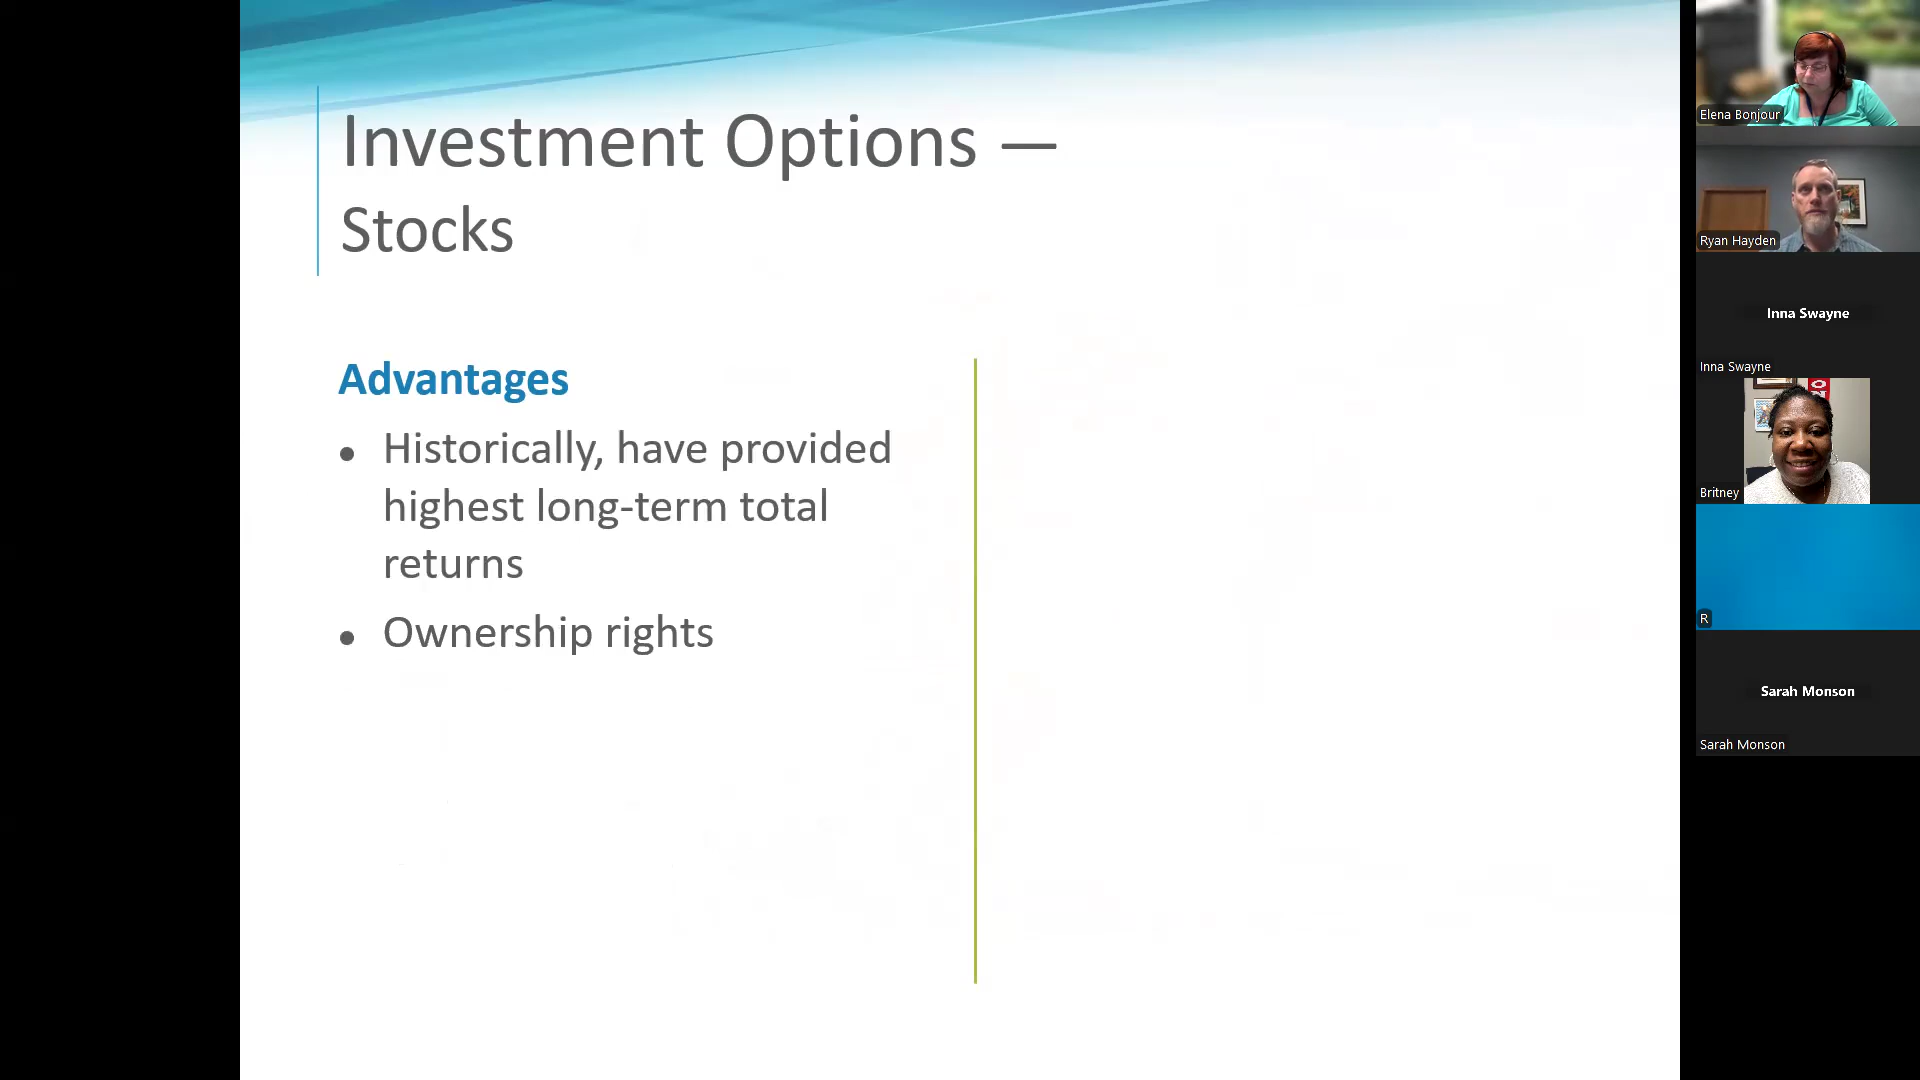 Investment Options —
Stocks
Advantages
• Historically, have provided
highest long-term total
returns
• Ownership rights
Elena Bonjour
Ryan Hayden
Inna Swayne
Inna Swayne
Britney
R
Sarah Monson
Sarah Monson